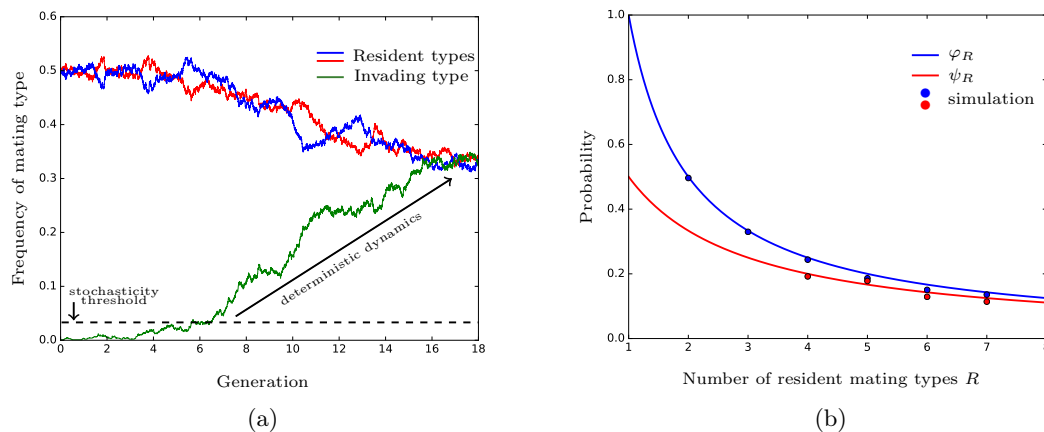 0.6
0.5
0.4
0.3
0.2
0.1
0.0
Frequency of mating type
Resident types
Invading type
stochasticity
threshold
deterministic dynamics
0 2 4 6 8 10 12 14 16 18
Generation
(a)
1.0
0.8
0.6
0.4
0.2
0.0
Probability
φ_R
ψ_R
simulation
1 2 3 4 5 6 7
Number of resident mating types R
(b)